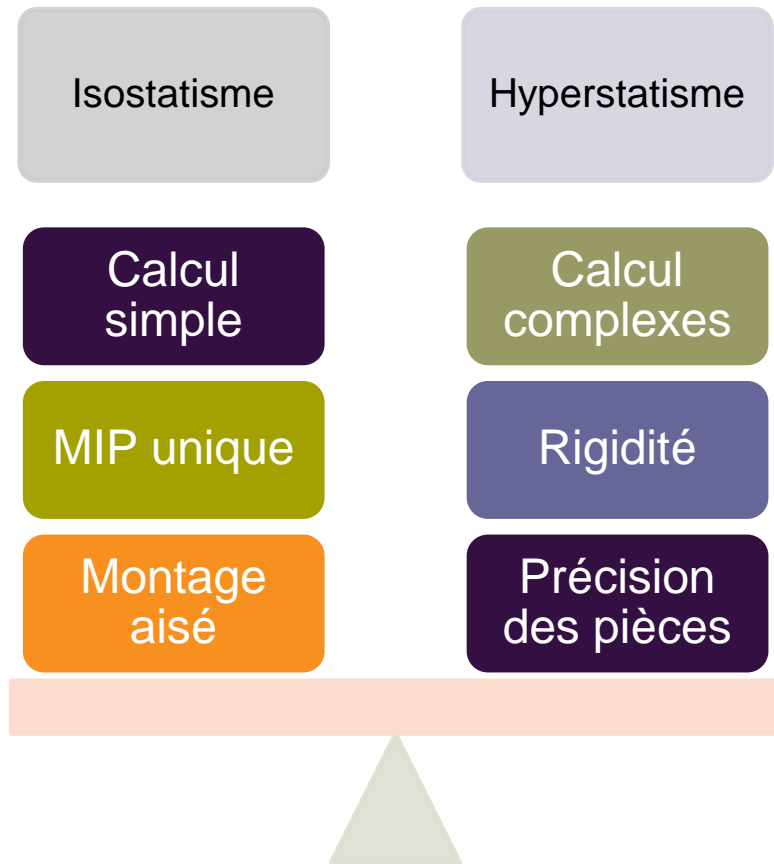 Isostatisme
Hyperstatisme
Calcul
simple
Calcul
complexes
MIP unique
Rigidité
Montage
aisé
Précision
des pièces